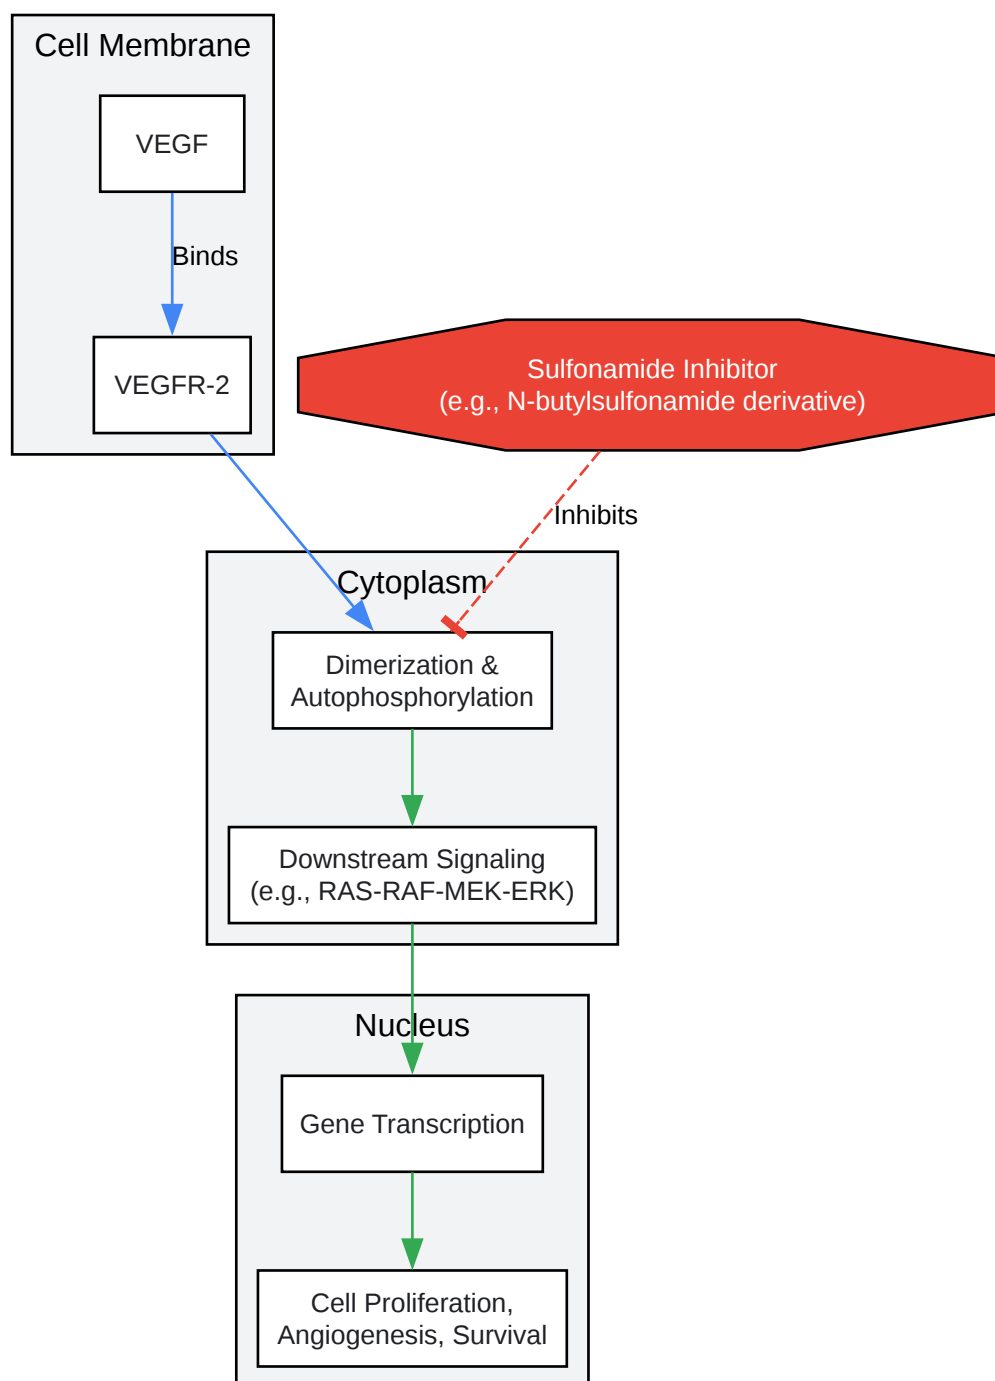 Cell Membrane
VEGF
Binds
VEGFR-2
Sulfonamide Inhibitor
(e.g., N-butylsulfonamide derivative)
Inhibits
Cytoplasm
Dimerization &
Autophosphorylation
Downstream Signaling
(e.g., RAS-RAF-MEK-ERK)
Nucleus
Gene Transcription
Cell Proliferation,
Angiogenesis, Survival